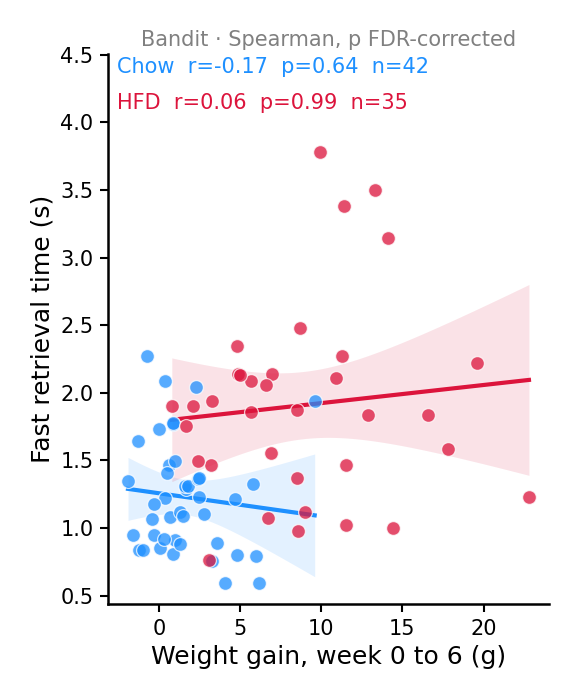 Bandit · Spearman, p FDR-corrected
Chow r=-0.17 p=0.64 n=42
HFD r=0.06 p=0.99 n=35
Fast retrieval time (s)
4.5
4.0
3.5
3.0
2.5
2.0
1.5
1.0
0.5
0 5 10 15 20
Weight gain, week 0 to 6 (g)